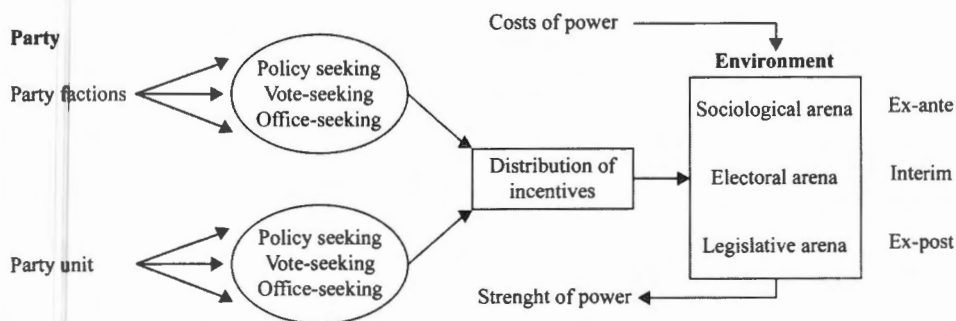 Costs of power
Party
Environment
Party factions
Policy seeking
Vote-seeking
Office-seeking
Sociological arena
Ex-ante
Distribution of
incentives
Electoral arena
Interim
Party unit
Policy seeking
Vote-seeking
Office-seeking
Legislative arena
Ex-post
Strenght of power